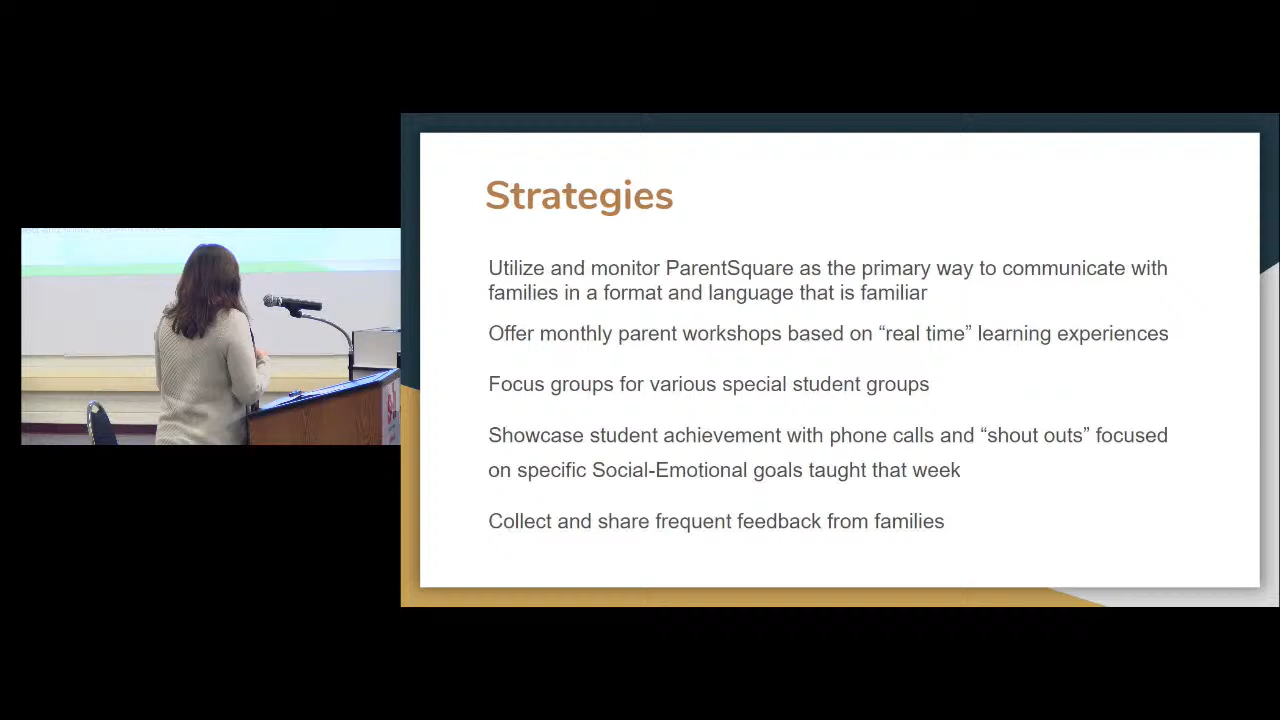 Strategies
Utilize and monitor ParentSquare as the primary way to communicate with
families in a format and language that is familiar
Offer monthly parent workshops based on “real time” learning experiences
Focus groups for various special student groups
Showcase student achievement with phone calls and “shout outs” focused
on specific Social-Emotional goals taught that week
Collect and share frequent feedback from families